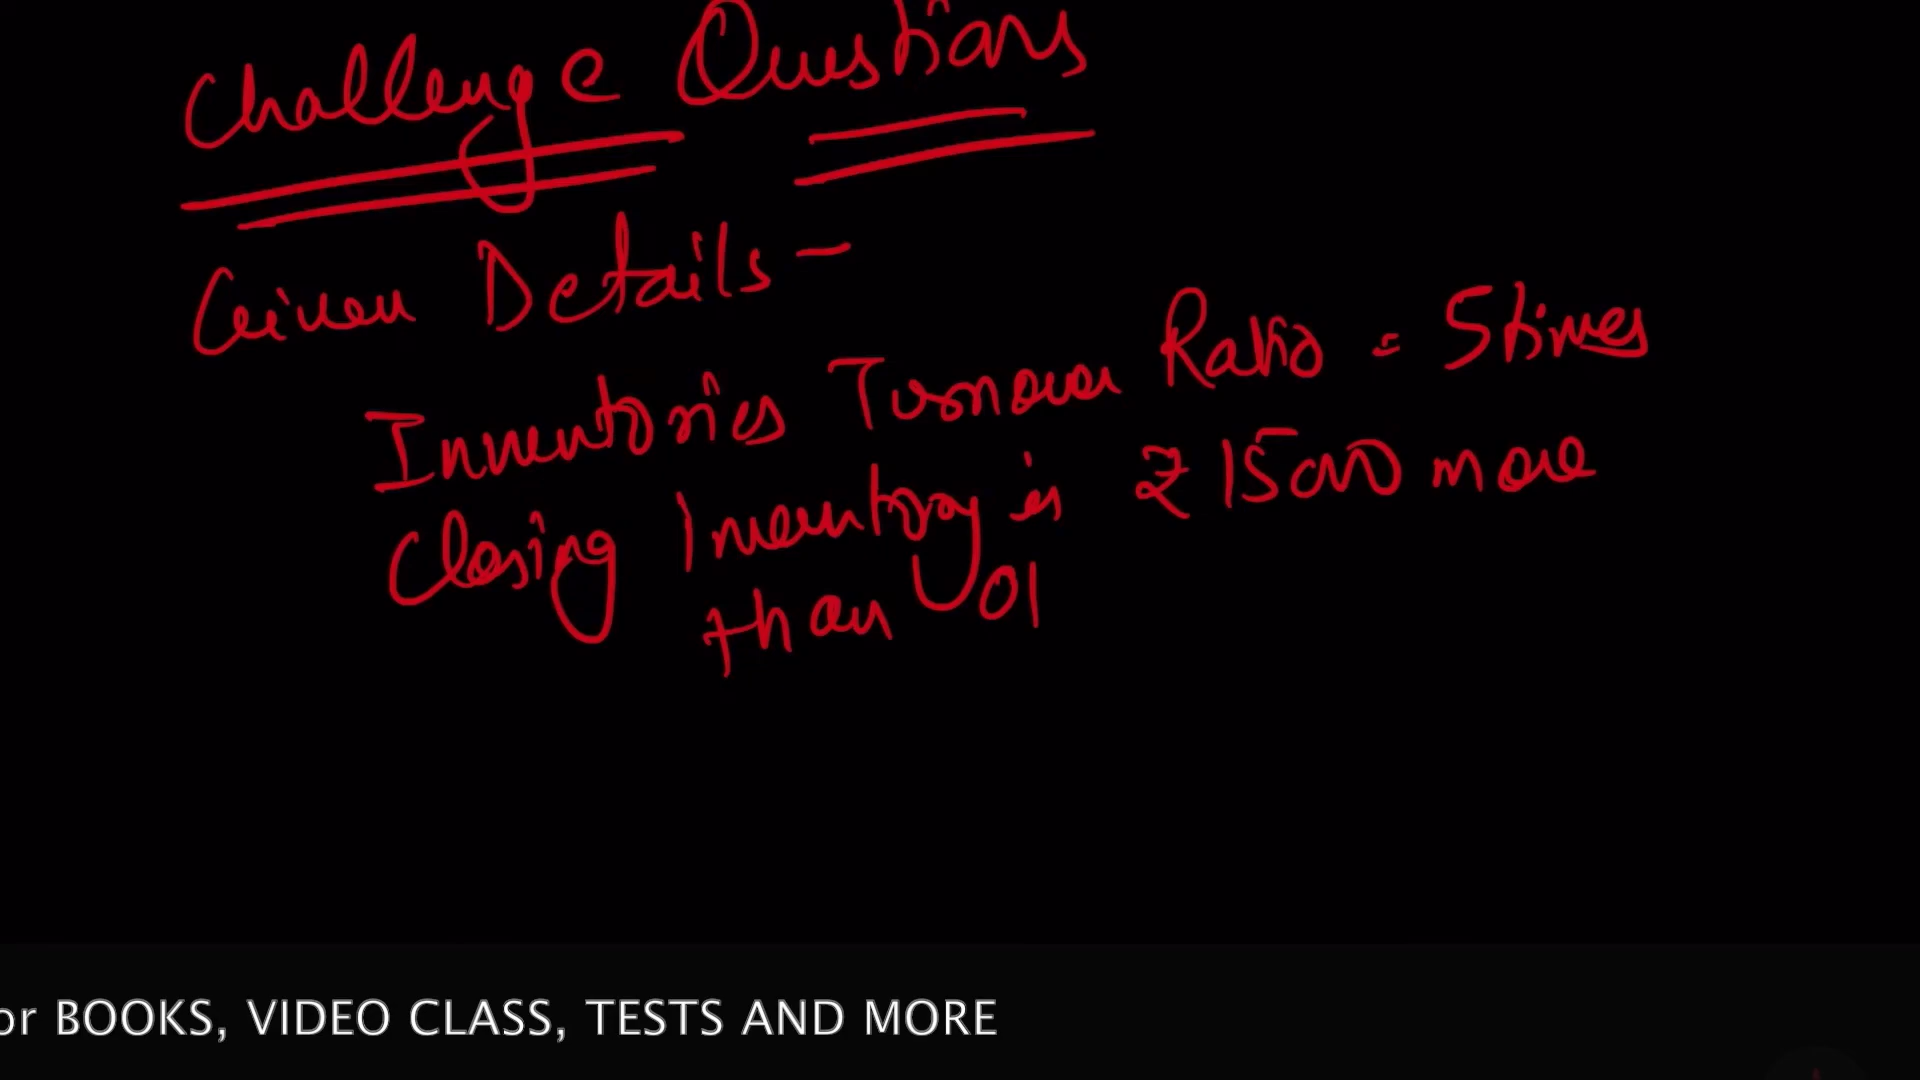 Challenge Questions
Given Details -
Inventories Turnover Ratio = 5 times
Closing Inventory is ₹ 15000 more
than OI
or BOOKS, VIDEO CLASS, TESTS AND MORE